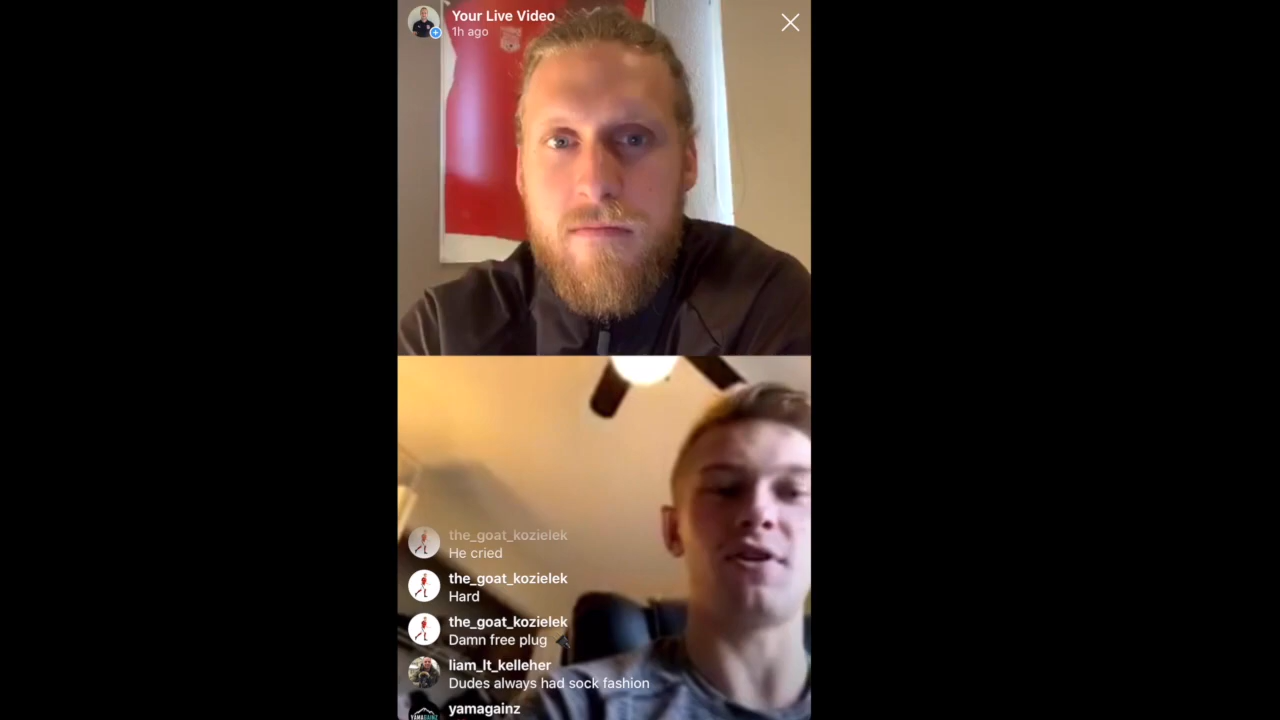 Your Live Video
1h ago
the_goat_kozielek
He cried
the_goat_kozielek
Hard
the_goat_kozielek
Damn free plug
liam_lt_kelleher
Dudes always had sock fashion
yamagainz
YAMAGAINZ